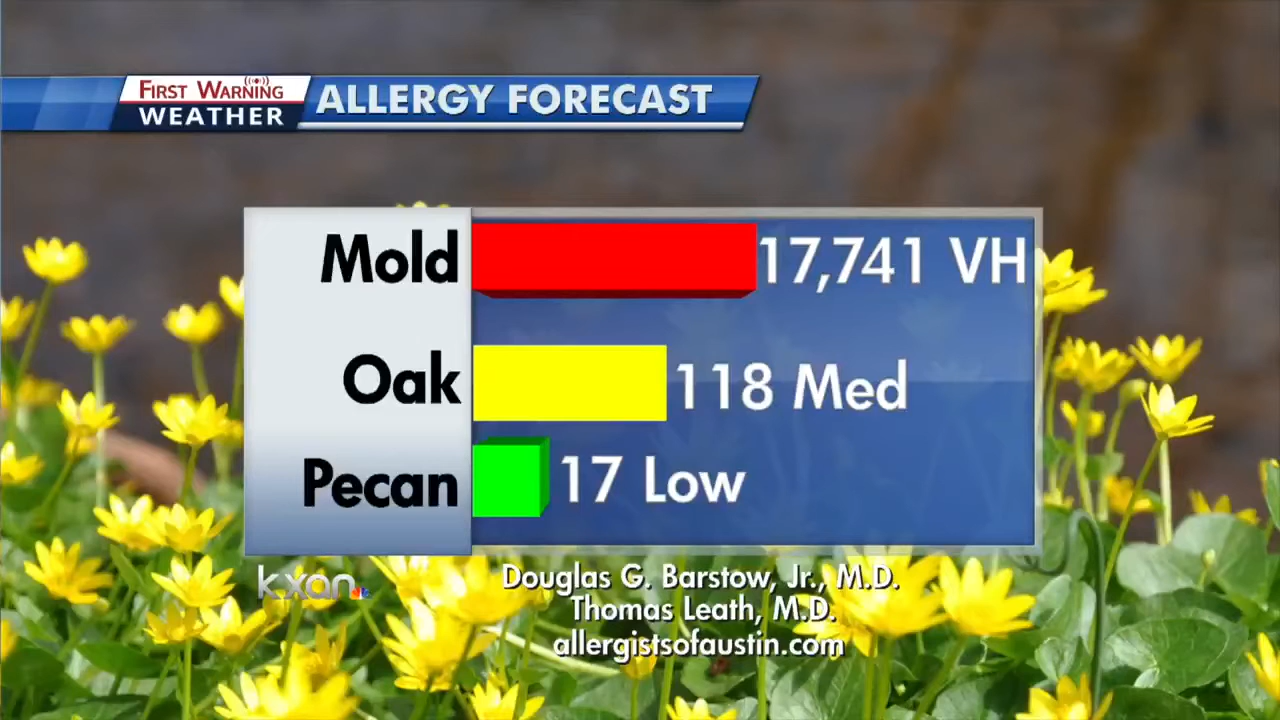 FIRST WARNING
WEATHER
ALLERGY FORECAST
Mold 17,741 VH
Oak 118 Med
Pecan 17 Low
kxan
Douglas G. Barstow, Jr., M.D.
Thomas Leath, M.D.
allergistsofaustin.com